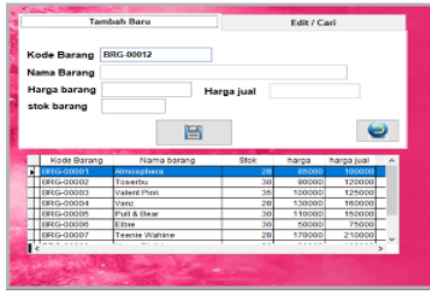 Tambah Baru
Edit / Cari
Kode Barang BRG-00012
Nama Barang
Harga barang
Harga jual
stok barang
Kode Barang Nama barang Stok harga harga jual
BRG-00001 Atmosphera 28 85000 100000
BRG-00002 Toserbu 30 90000 120000
BRG-00003 Valent Pink 35 100000 125000
BRG-00004 Vanz 28 130000 160000
BRG-00005 Pull & Bear 30 110000 150000
BRG-00006 30 50000 75000
BRG-00007 Teenie Wahine 28 170000 210000